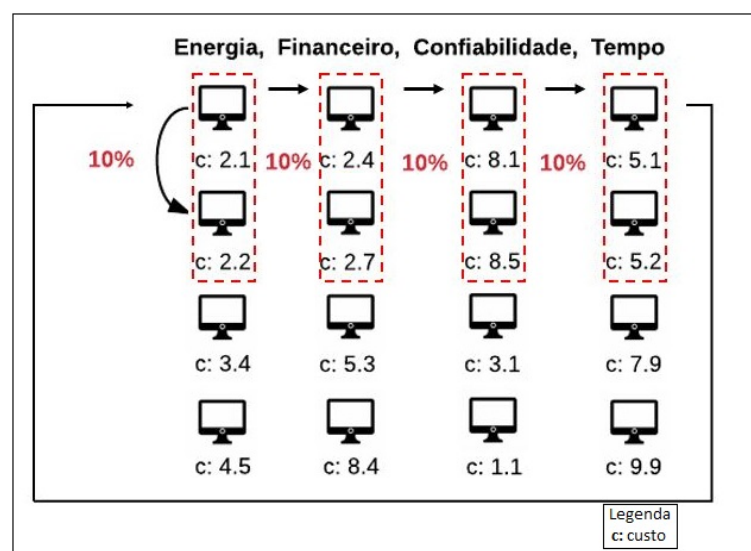 Energia, Financeiro, Confiabilidade, Tempo
10% c: 2.1 10% c: 2.4 10% c: 8.1 10% c: 5.1
c: 2.2 c: 2.7 c: 8.5 c: 5.2
c: 3.4 c: 5.3 c: 3.1 c: 7.9
c: 4.5 c: 8.4 c: 1.1 c: 9.9
Legenda
c: custo